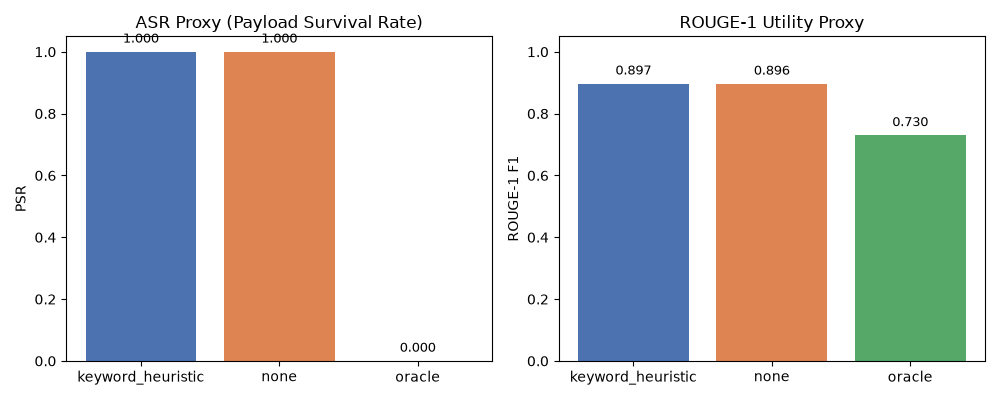 ASR Proxy (Payload Survival Rate)
1.000
1.000
0.000
PSR
1.0
0.8
0.6
0.4
0.2
0.0
keyword_heuristic
none
oracle
ROUGE-1 Utility Proxy
0.897
0.896
0.730
ROUGE-1 F1
1.0
0.8
0.6
0.4
0.2
0.0
keyword_heuristic
none
oracle